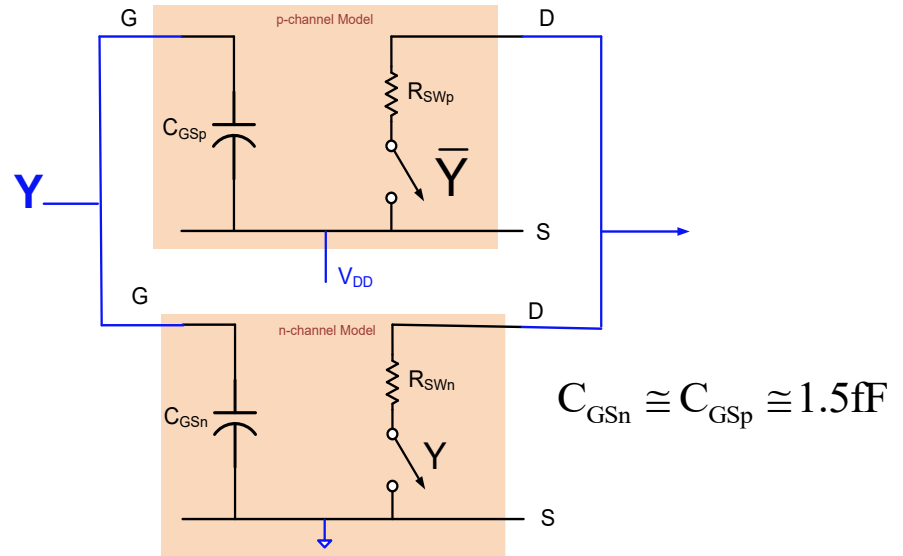 G
p-channel Model
D
R_SWp
C_GSp
Y̅
Y
S
V_DD
G
n-channel Model
D
R_SWn
C_GSn
C_GSn ≅ C_GSp ≅ 1.5fF
Y
S